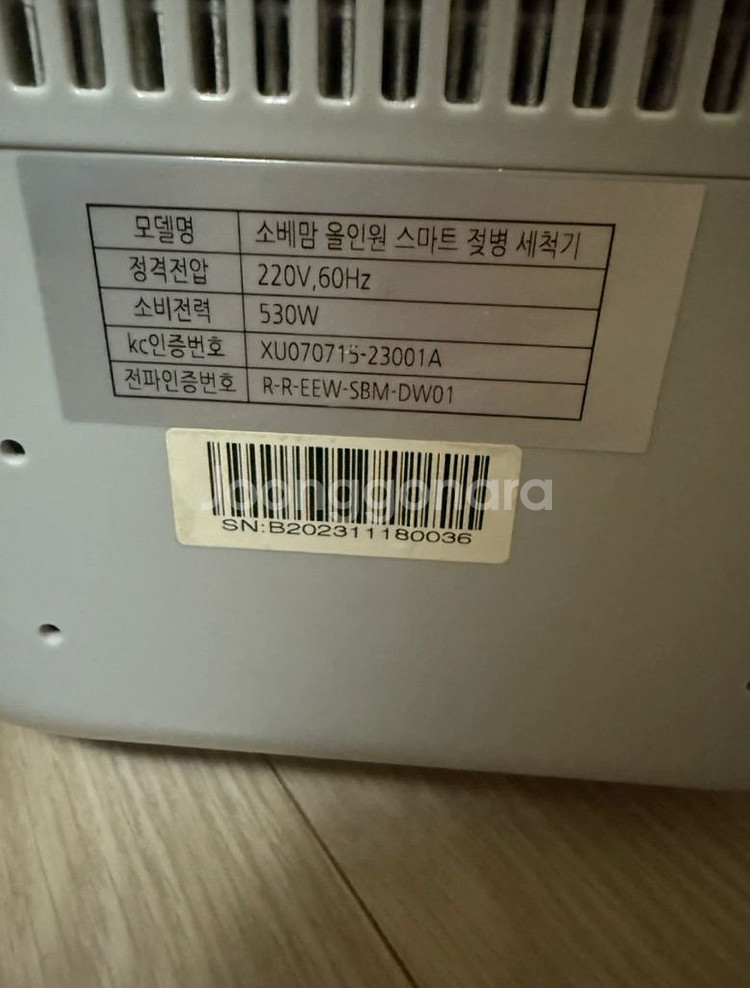 모델명 소베맘 올인원 스마트 젖병 세척기
정격전압 220V,60Hz
소비전력 530W
kc인증번호 XU070715-23001A
전파인증번호 R-R-EEW-SBM-DW01
Joonggonara
SN:B202311180036